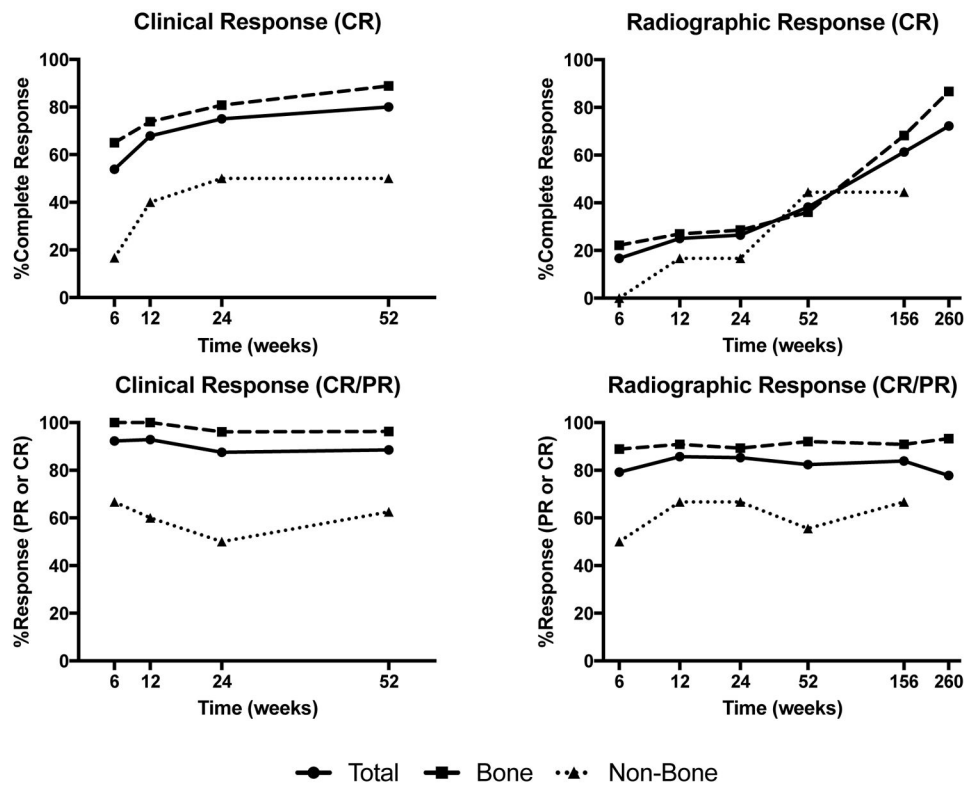 Clinical Response (CR)
%Complete Response
100
80
60
40
20
0
6 12 24 52
Time (weeks)
Radiographic Response (CR)
%Complete Response
100
80
60
40
20
0
6 12 24 52 156 260
Time (weeks)
Clinical Response (CR/PR)
%Response (PR or CR)
100
80
60
40
20
0
6 12 24 52
Time (weeks)
Radiographic Response (CR/PR)
%Response (PR or CR)
100
80
60
40
20
0
6 12 24 52 156 260
Time (weeks)
Total Bone Non-Bone